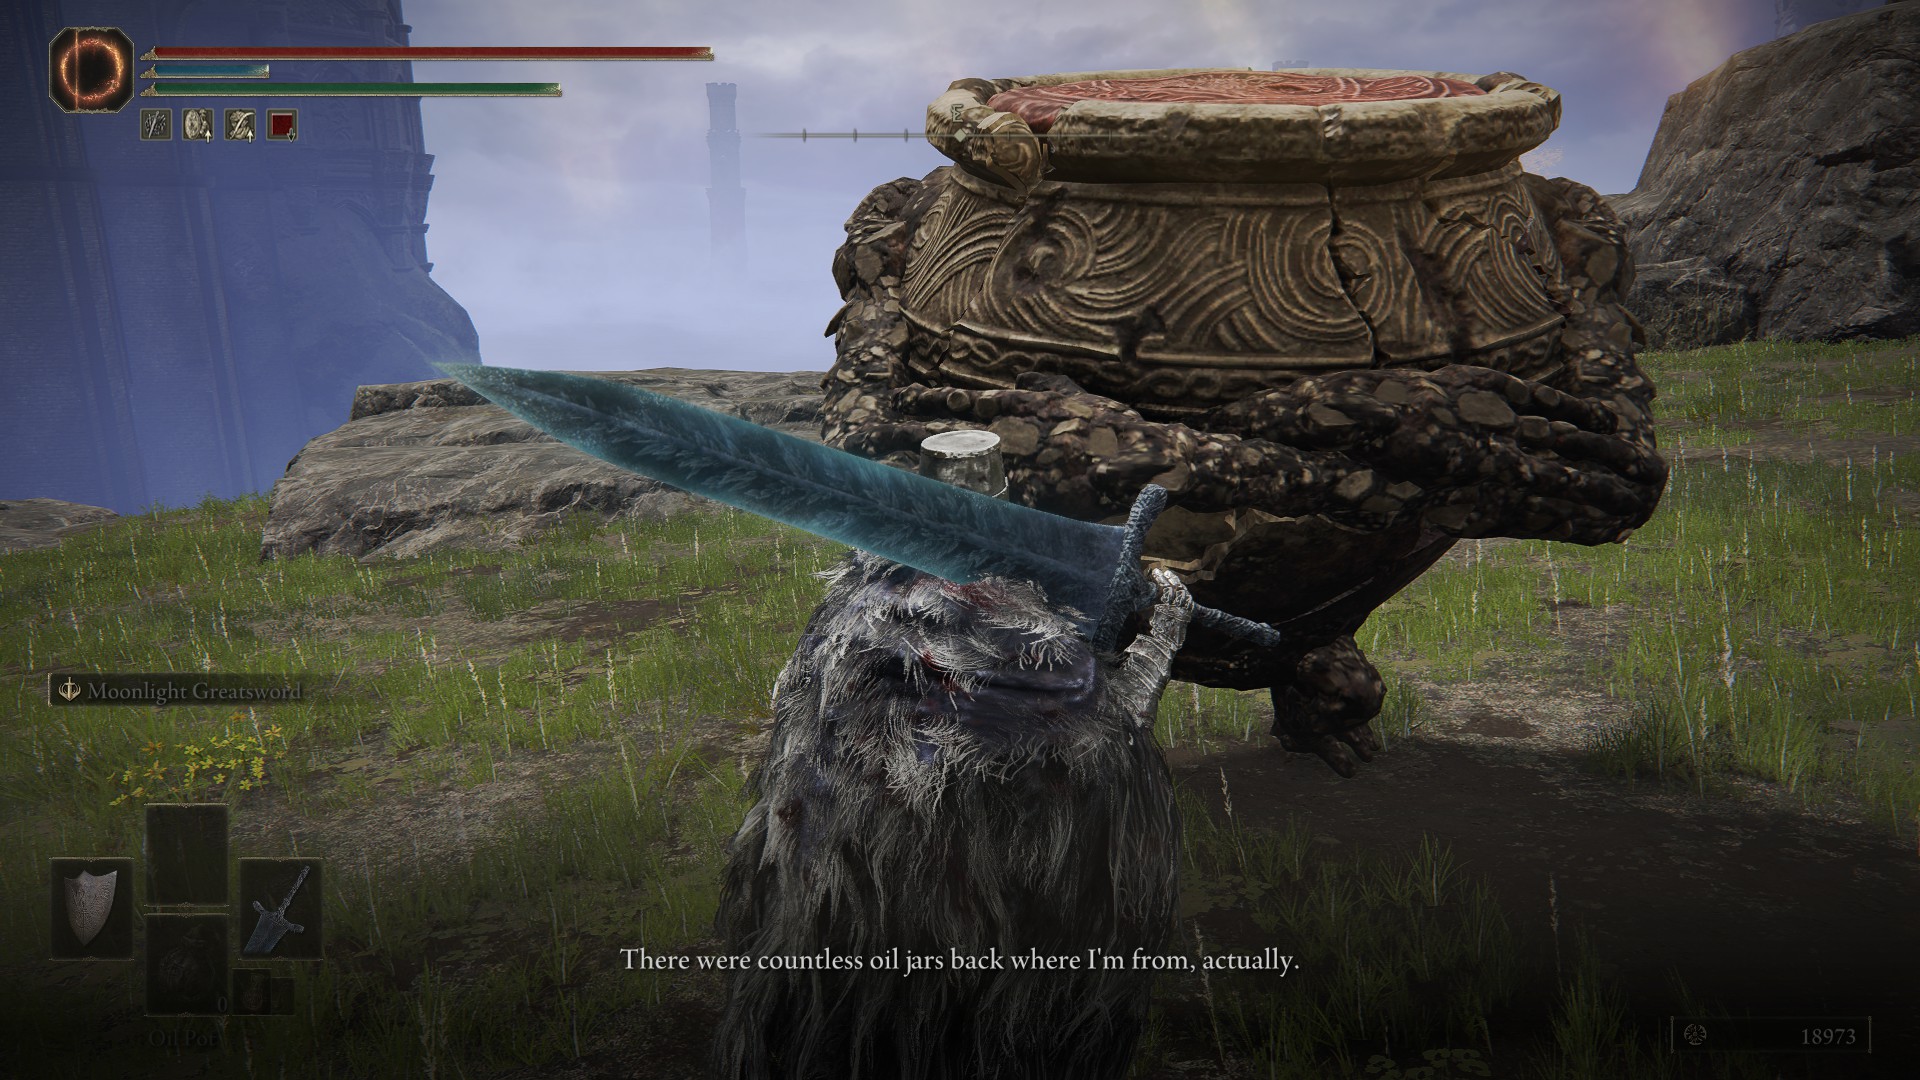 E
Moonlight Greatsword
0
Oil Pot
There were countless oil jars back where I'm from, actually.
18973